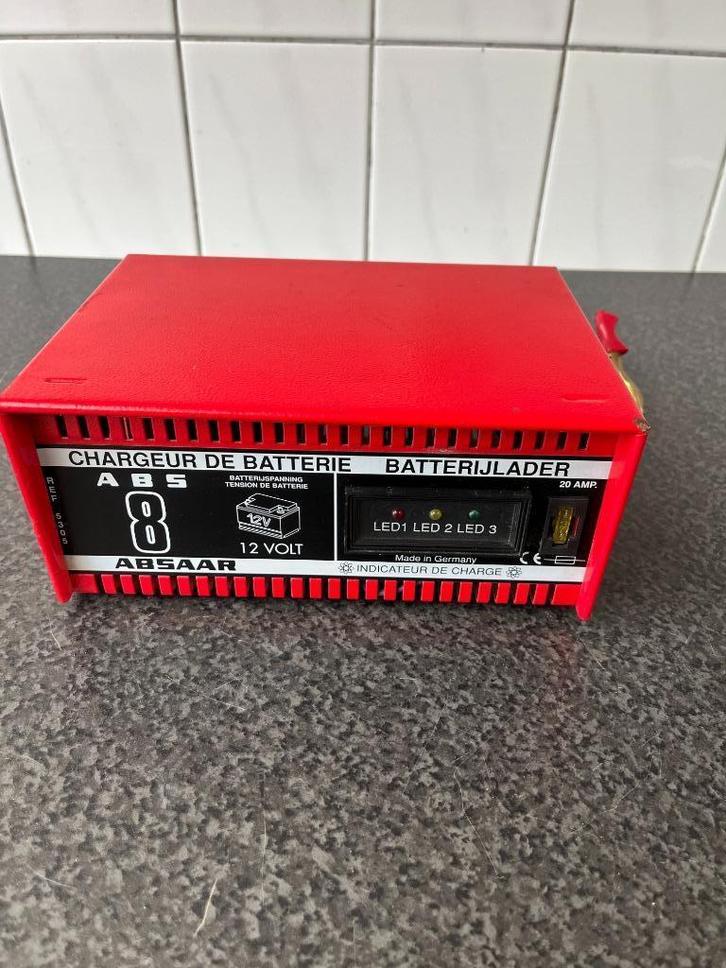 CHARGEUR DE BATTERIE BATTERIJLADER
REF 5305
ABS
8
ABSAAR
BATTERIJSPANNING
TENSION DE BATTERIE
12V
12 VOLT
LED1 LED 2 LED 3
20 AMP.
Made in Germany
CE
INDICATEUR DE CHARGE